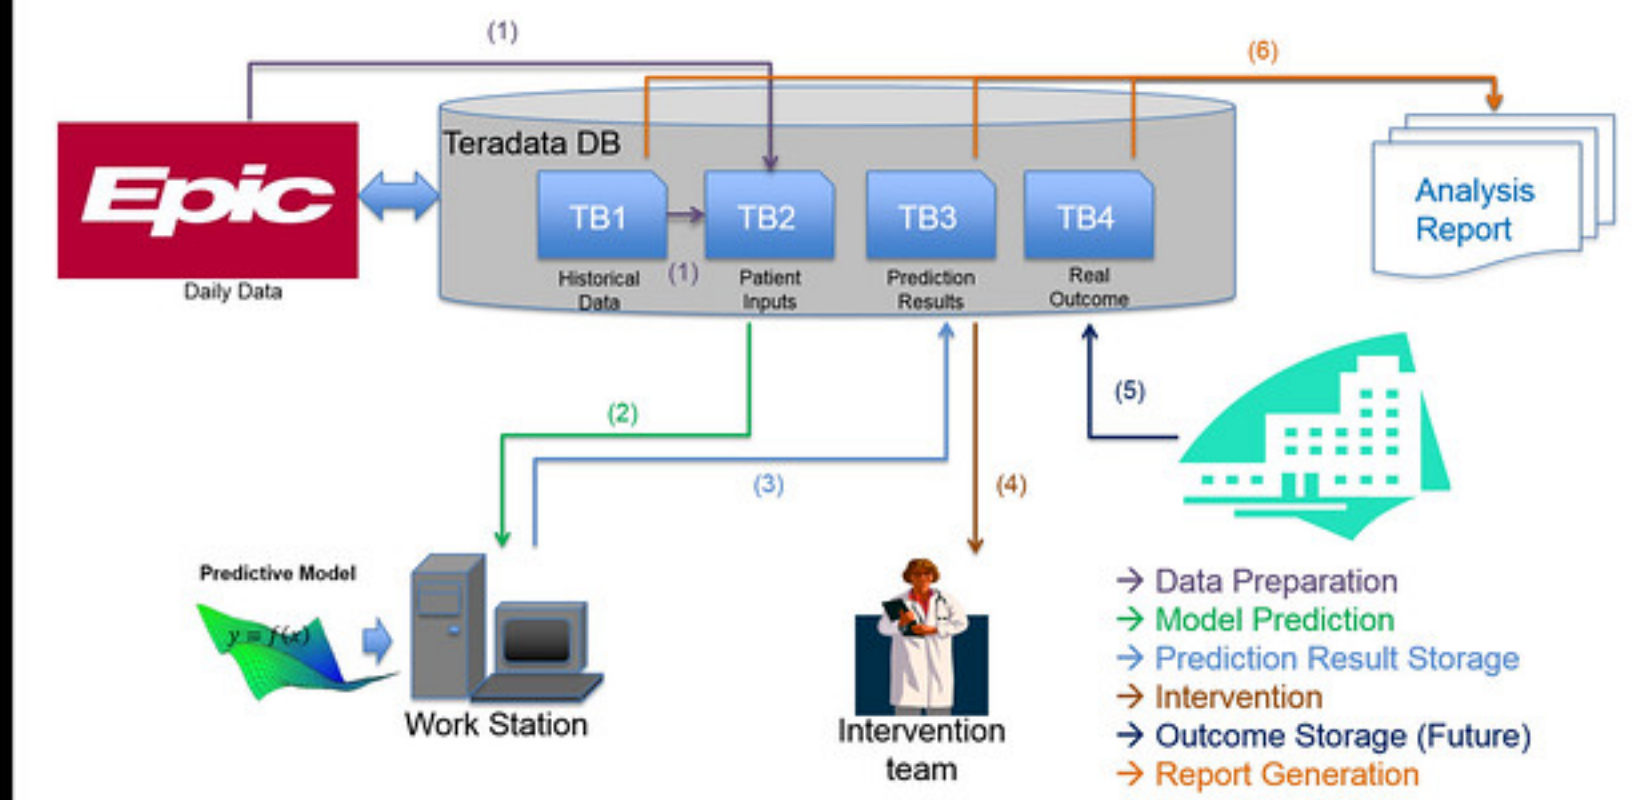 (1)
(6)
Epic
Daily Data
Teradata DB
TB1
TB2
TB3
TB4
Historical
Data
(1)
Patient
Inputs
Prediction
Results
Real
Outcome
Analysis
Report
(2)
(3)
(4)
(5)
Predictive Model
y = f(x)
Work Station
Intervention
team
→ Data Preparation
→ Model Prediction
→ Prediction Result Storage
→ Intervention
→ Outcome Storage (Future)
→ Report Generation